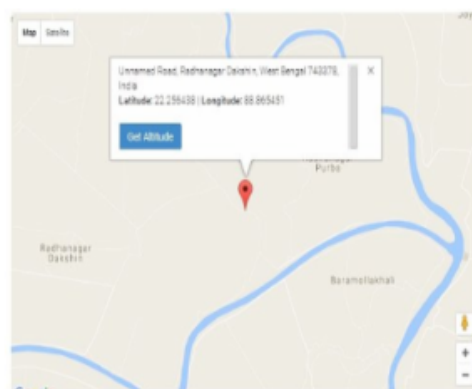 Map Satellite
Unnamed Road, Radhanagar Dakshin, West Bengal 743378,
India
Latitude: 22.256438 | Longitude: 88.865451
Get Altitude
Purba
Radhanagar
Dakshin
Baramollakhali